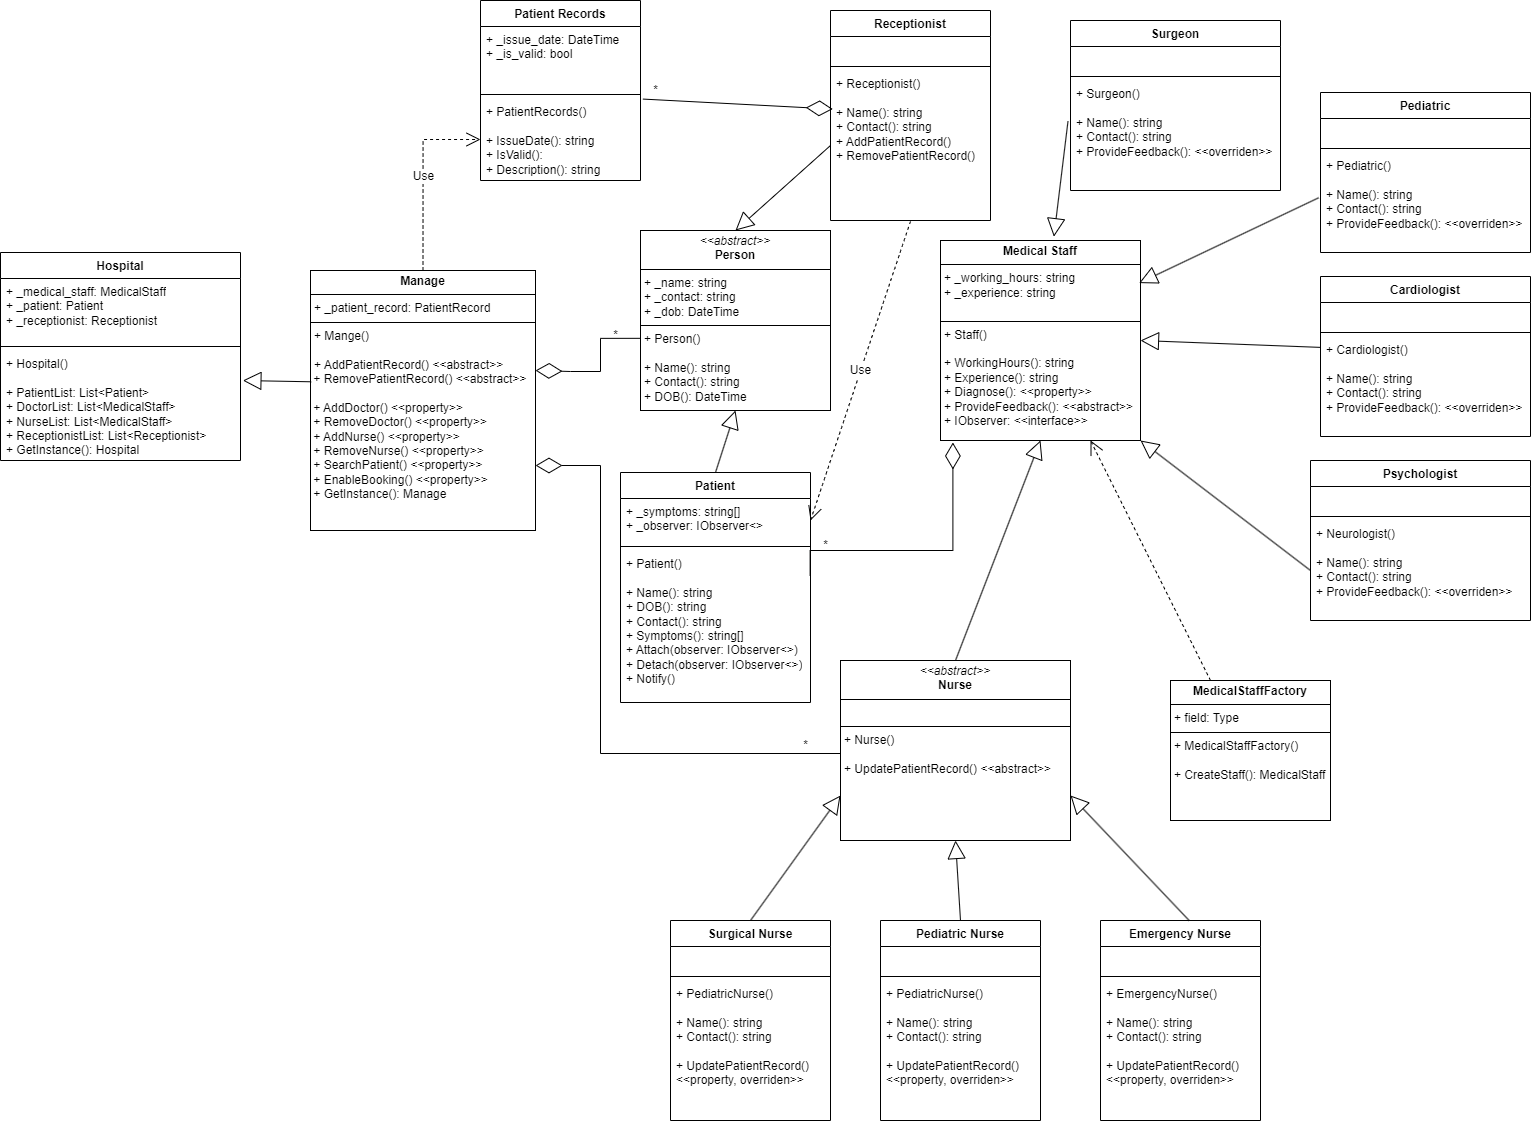 Patient Records
+ _issue_date: DateTime
+ _is_valid: bool
+ PatientRecords()
+ IssueDate(): string
+ IsValid():
+ Description(): string
Receptionist
+ Receptionist()
+ Name(): string
+ Contact(): string
+ AddPatientRecord()
+ RemovePatientRecord()
*
Surgeon
+ Surgeon()
+ Name(): string
+ Contact(): string
+ ProvideFeedback(): <<overriden>>
Pediatric
+ Pediatric()
+ Name(): string
+ Contact(): string
+ ProvideFeedback(): <<overriden>>
Use
Hospital
+ _medical_staff: MedicalStaff
+ _patient: Patient
+ _receptionist: Receptionist
+ Hospital()
+ PatientList: List<Patient>
+ DoctorList: List<MedicalStaff>
+ NurseList: List<MedicalStaff>
+ ReceptionistList: List<Receptionist>
+ GetInstance(): Hospital
Manage
+ _patient_record: PatientRecord
+ Mange()
+ AddPatientRecord() <<abstract>>
+ RemovePatientRecord() <<abstract>>
+ AddDoctor() <<property>>
+ RemoveDoctor() <<property>>
+ AddNurse() <<property>>
+ RemoveNurse() <<property>>
+ SearchPatient() <<property>>
+ EnableBooking() <<property>>
+ GetInstance(): Manage
*
<<abstract>>
Person
+ _name: string
+ _contact: string
+ _dob: DateTime
+ Person()
+ Name(): string
+ Contact(): string
+ DOB(): DateTime
Use
Medical Staff
+ _working_hours: string
+ _experience: string
+ Staff()
+ WorkingHours(): string
+ Experience(): string
+ Diagnose(): <<property>>
+ ProvideFeedback(): <<abstract>>
+ IObserver: <<interface>>
Cardiologist
+ Cardiologist()
+ Name(): string
+ Contact(): string
+ ProvideFeedback(): <<overriden>>
Psychologist
+ Neurologist()
+ Name(): string
+ Contact(): string
+ ProvideFeedback(): <<overriden>>
Patient
+ _symptoms: string[]
+ _observer: IObserver<>
+ Patient()
+ Name(): string
+ DOB(): string
+ Contact(): string
+ Symptoms(): string[]
+ Attach(observer: IObserver<>)
+ Detach(observer: IObserver<>)
+ Notify()
*
*
<<abstract>>
Nurse
+ Nurse()
+ UpdatePatientRecord() <<abstract>>
MedicalStaffFactory
+ field: Type
+ MedicalStaffFactory()
+ CreateStaff(): MedicalStaff
Surgical Nurse
+ PediatricNurse()
+ Name(): string
+ Contact(): string
+ UpdatePatientRecord()
<<property, overriden>>
Pediatric Nurse
+ PediatricNurse()
+ Name(): string
+ Contact(): string
+ UpdatePatientRecord()
<<property, overriden>>
Emergency Nurse
+ EmergencyNurse()
+ Name(): string
+ Contact(): string
+ UpdatePatientRecord()
<<property, overriden>>